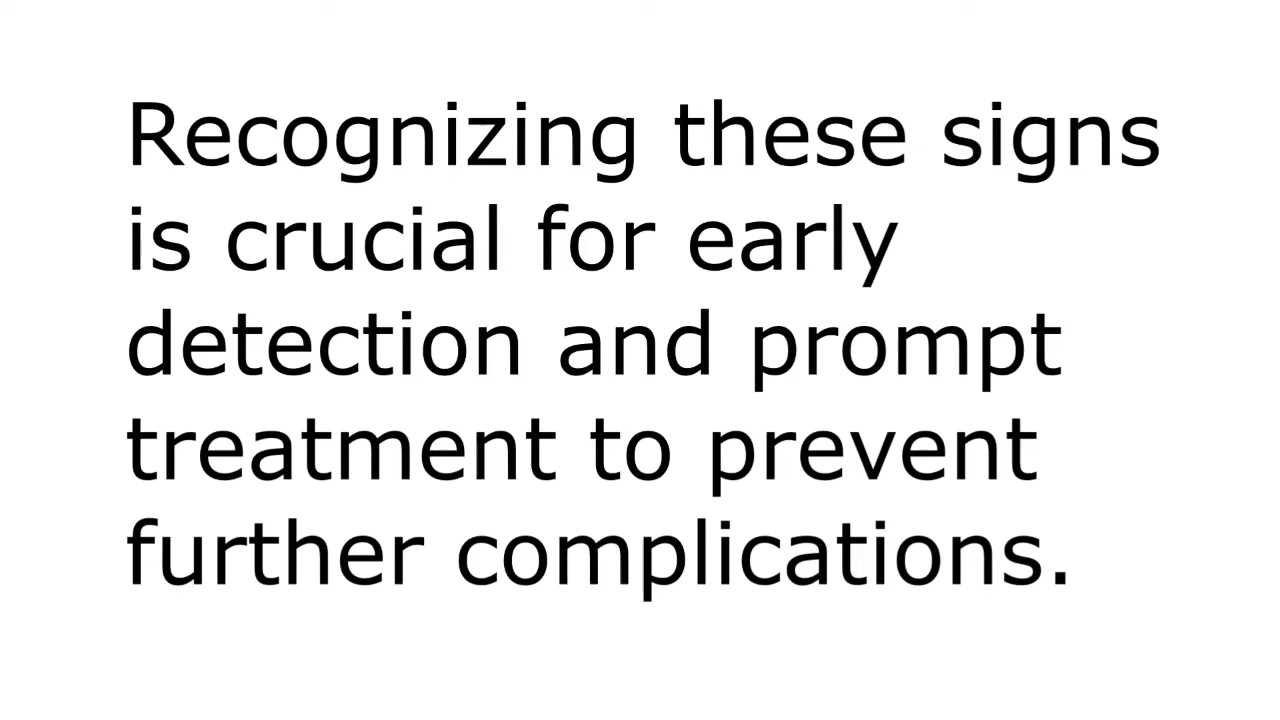 Recognizing these signs
is crucial for early
detection and prompt
treatment to prevent
further complications.